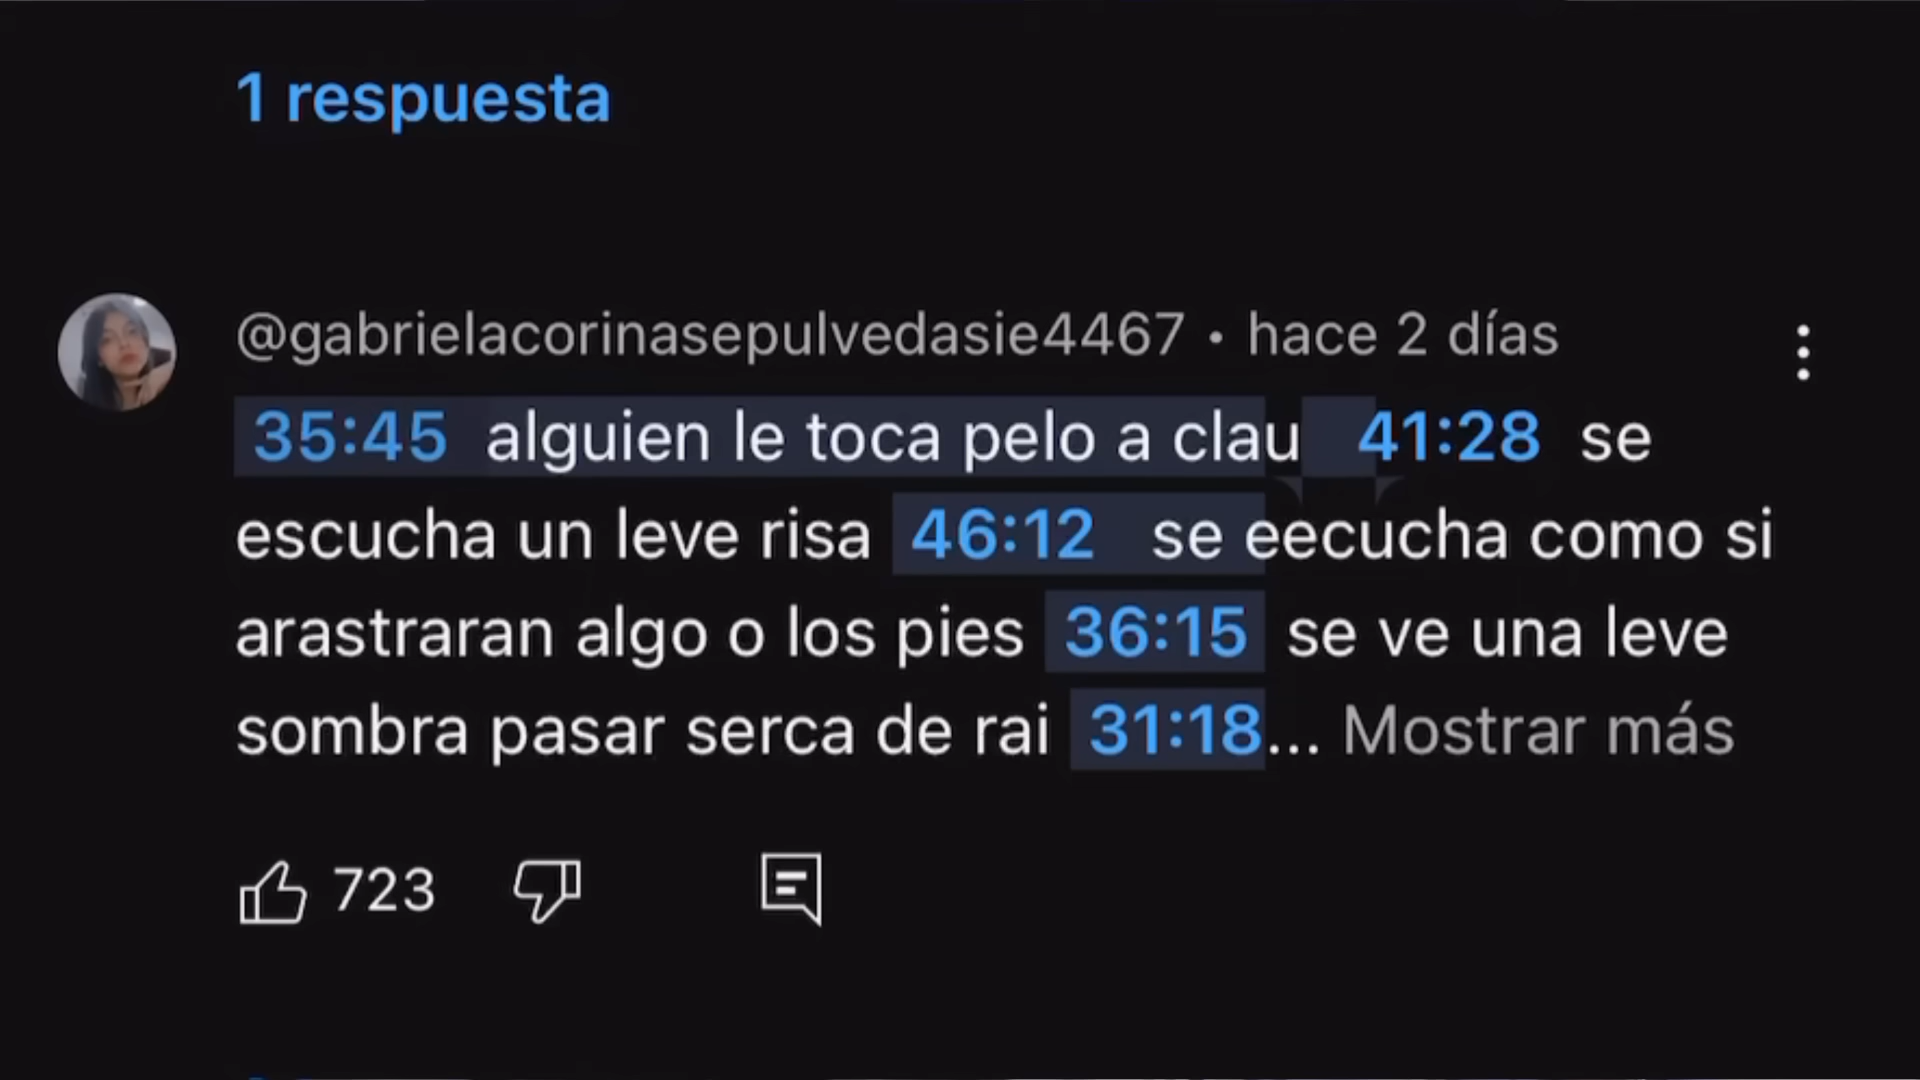 1 respuesta
@gabrielacorinasepulvedasie4467 • hace 2 días
35:45 alguien le toca pelo a clau 41:28 se
escucha un leve risa 46:12 se eecucha como si
arastraran algo o los pies 36:15 se ve una leve
sombra pasar serca de rai 31:18... Mostrar más
723